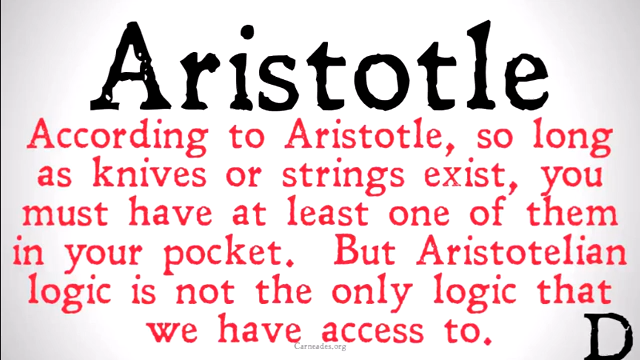 Aristotle
According to Aristotle, so long
as knives or strings exist, you
must have at least one of them
in your pocket. But Aristotelian
logic is not the only logic that
we have access to.
Carneades.org
D